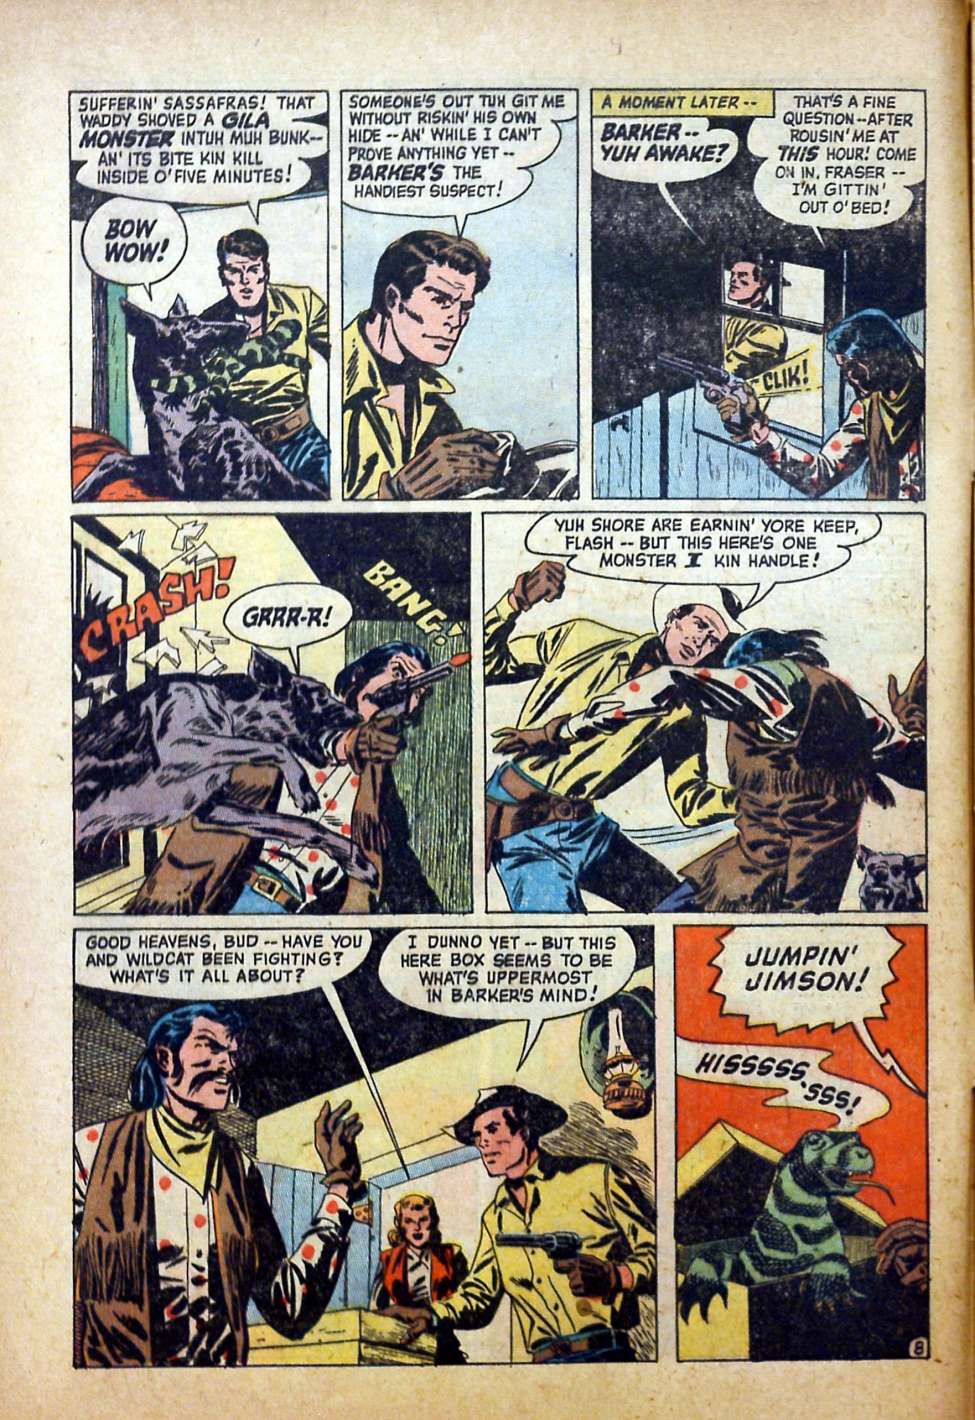 SUFFERIN' SASSAFRAS! THAT
WADDY SHOVED A GILA
MONSTER INTUH MUH BUNK--
AN' ITS BITE KIN KILL
INSIDE O'FIVE MINUTES!
BOW
WOW!
SOMEONE'S OUT TUH GIT ME
WITHOUT RISKIN' HIS OWN
HIDE -- AN' WHILE I CAN'T
PROVE ANYTHING YET --
BARKER'S THE
HANDIEST SUSPECT!
A MOMENT LATER --
BARKER --
YUH AWAKE?
THAT'S A FINE
QUESTION--AFTER
ROUSIN' ME AT
THIS HOUR! COME
ON IN, FRASER --
I'M GITTIN'
OUT O' BED!
CLIK!
CRASH!
GRRR-R!
BANG!
YUH SHORE ARE EARNIN' YORE KEEP,
FLASH -- BUT THIS HERE'S ONE
MONSTER I KIN HANDLE!
GOOD HEAVENS, BUD -- HAVE YOU
AND WILDCAT BEEN FIGHTING?
WHAT'S IT ALL ABOUT?
I DUNNO YET -- BUT THIS
HERE BOX SEEMS TO BE
WHAT'S UPPERMOST
IN BARKER'S MIND!
JUMPIN'
JIMSON!
HISSSSS
'SSS!
8